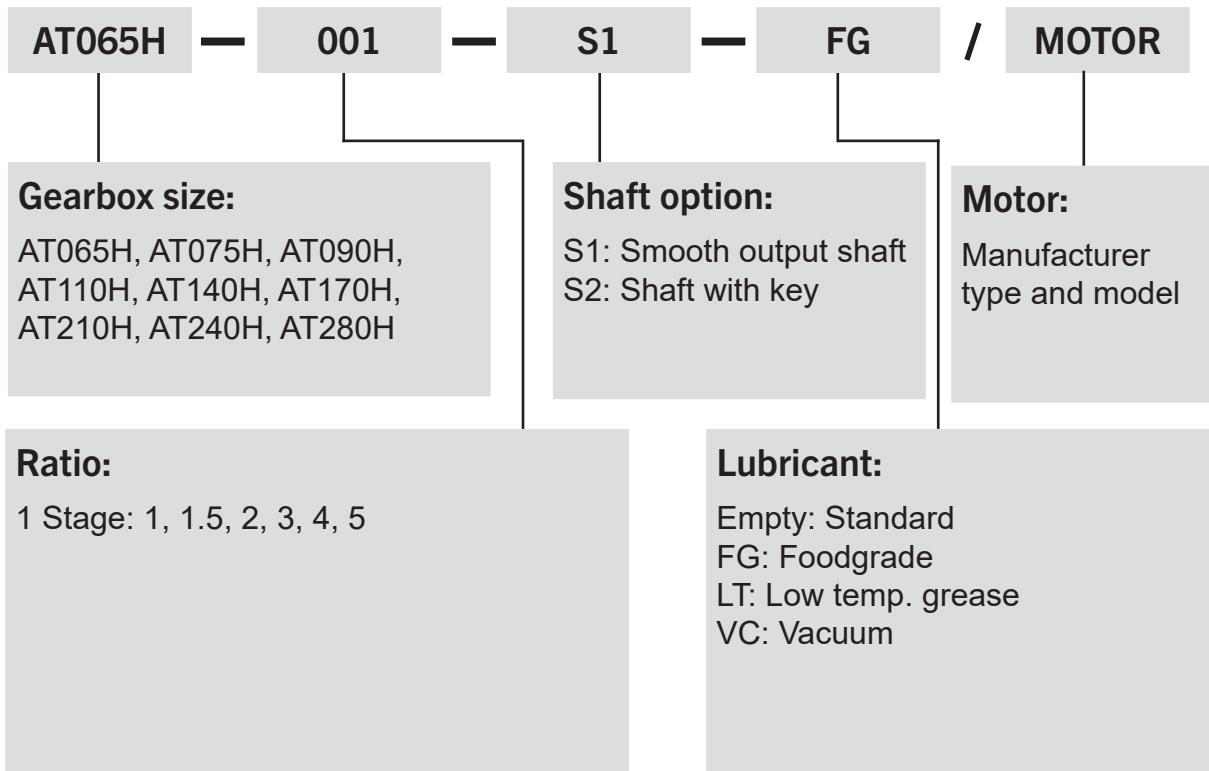 AT065H — 001 — S1 — FG / MOTOR
Gearbox size:
AT065H, AT075H, AT090H,
AT110H, AT140H, AT170H,
AT210H, AT240H, AT280H
Shaft option:
S1: Smooth output shaft
S2: Shaft with key
Motor:
Manufacturer
type and model
Ratio:
1 Stage: 1, 1.5, 2, 3, 4, 5
Lubricant:
Empty: Standard
FG: Foodgrade
LT: Low temp. grease
VC: Vacuum